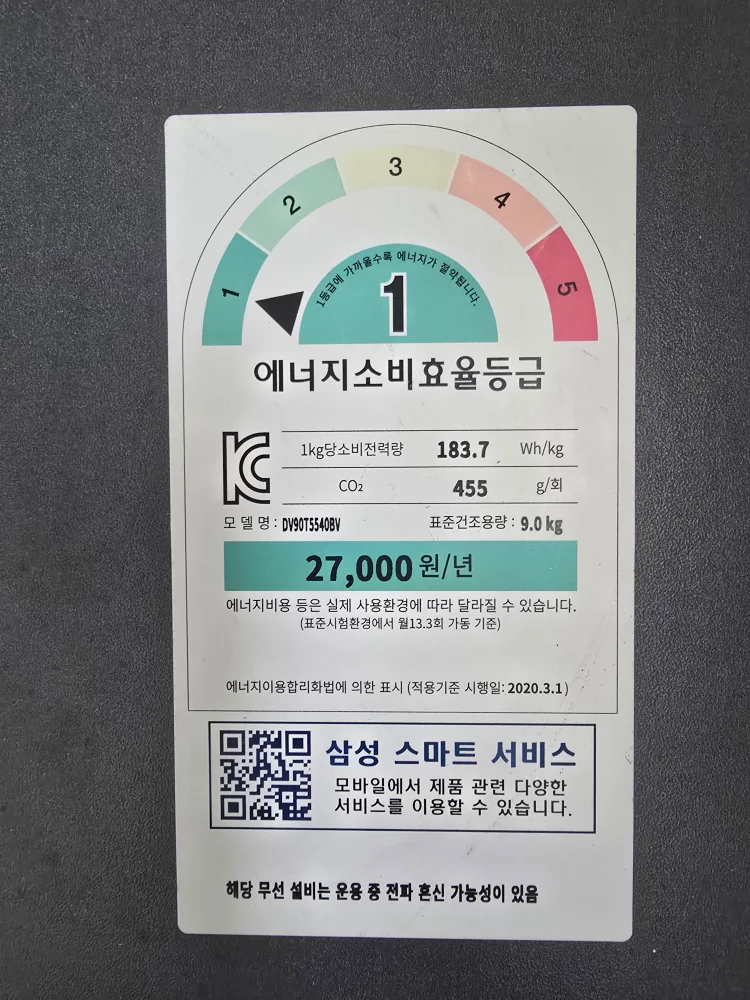 1
2
3
4
5
1등급에 가까울수록 에너지가 절약됩니다.
1
에너지소비효율등급
KC
1kg당소비전력량 183.7 Wh/kg
CO₂ 455 g/회
모델명: DV90T5540BV 표준건조용량: 9.0 kg
27,000원/년
에너지비용 등은 실제 사용환경에 따라 달라질 수 있습니다.
(표준시험환경에서 월13.3회 가동 기준)
에너지이용합리화법에 의한 표시 (적용기준 시행일: 2020.3.1)
삼성 스마트 서비스
모바일에서 제품 관련 다양한
서비스를 이용할 수 있습니다.
해당 무선 설비는 운용 중 전파 혼신 가능성이 있음